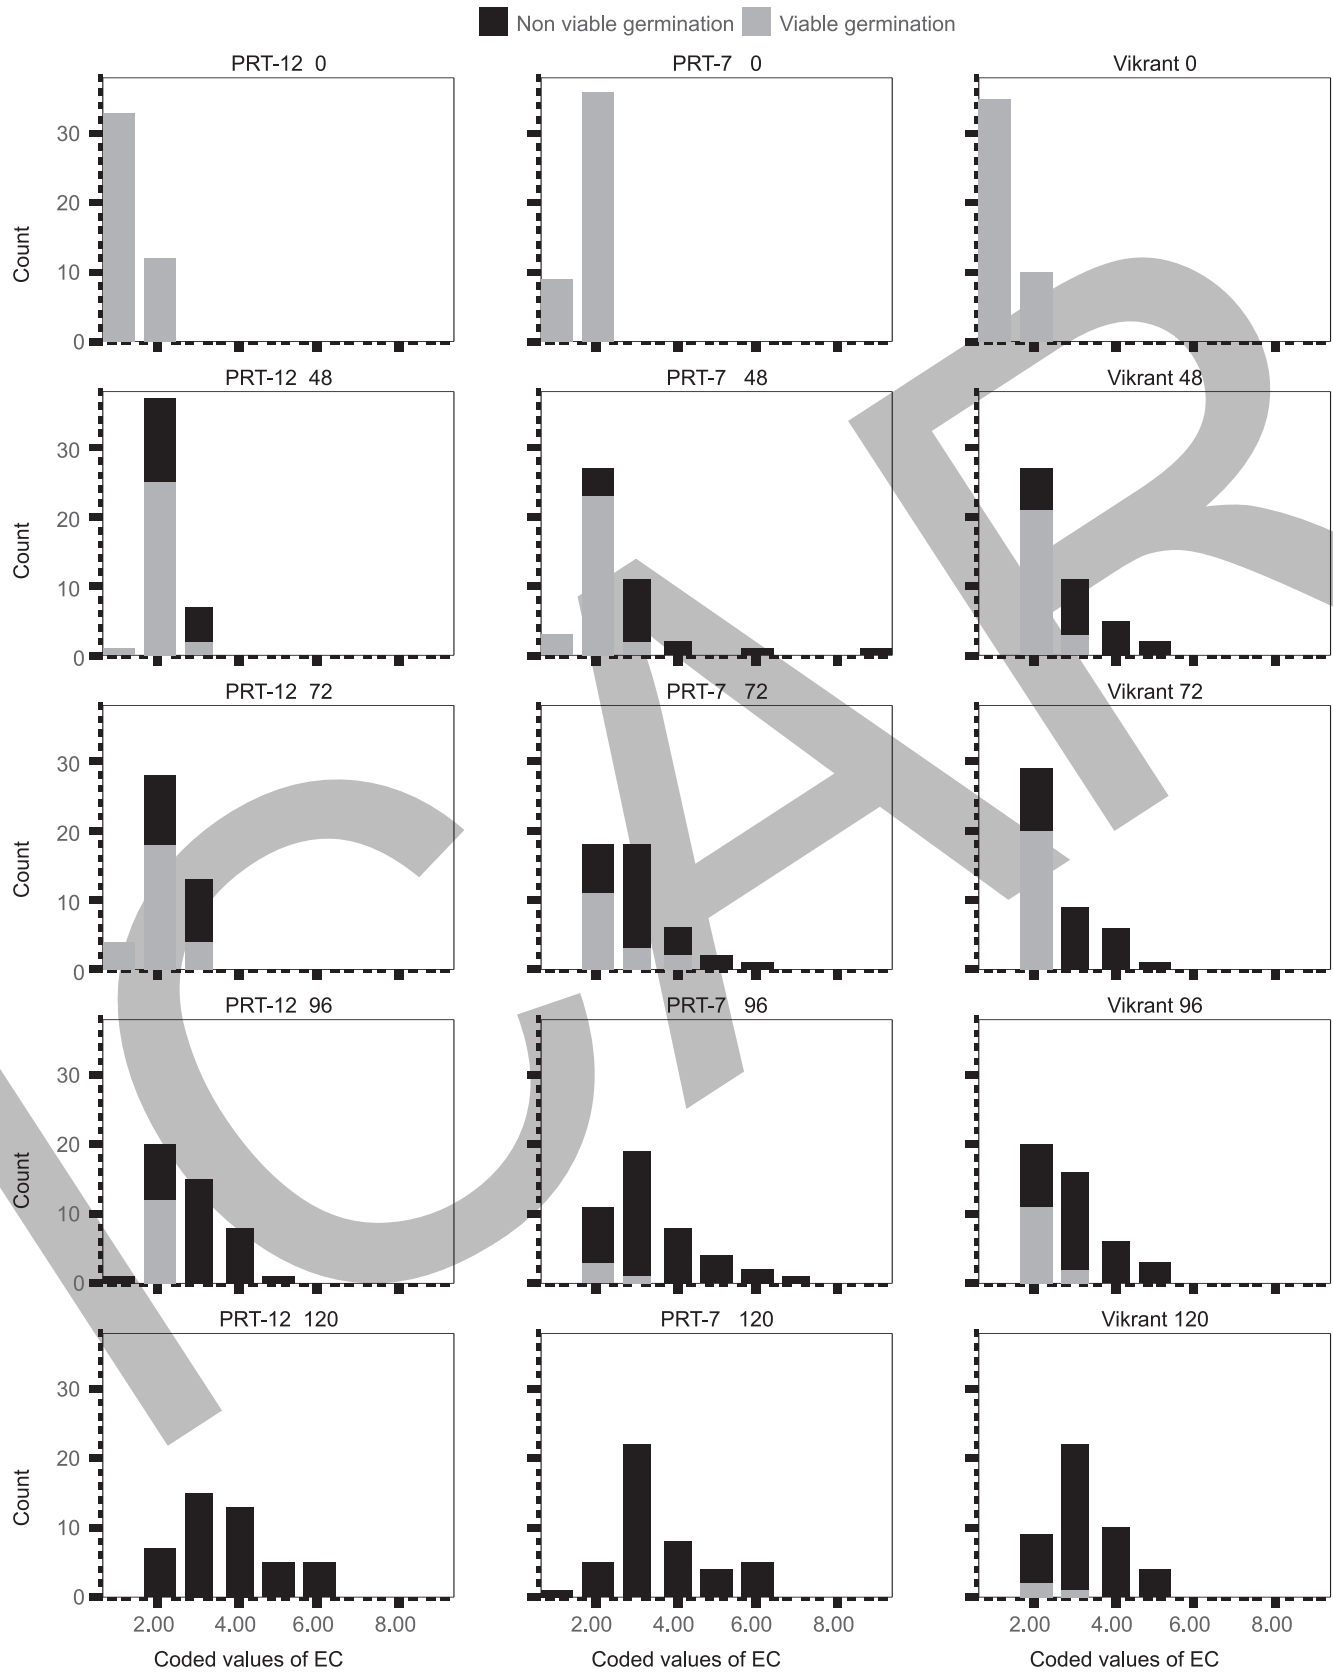 Non viable germination Viable germination
PRT-12 0 PRT-7 0 Vikrant 0
30
20
10
0
Count
PRT-12 48 PRT-7 48 Vikrant 48
30
20
10
0
Count
PRT-12 72 PRT-7 72 Vikrant 72
30
20
10
0
Count
PRT-12 96 PRT-7 96 Vikrant 96
30
20
10
0
Count
PRT-12 120 PRT-7 120 Vikrant 120
30
20
10
0
Count
2.00 4.00 6.00 8.00 2.00 4.00 6.00 8.00 2.00 4.00 6.00 8.00
Coded values of EC Coded values of EC Coded values of EC
ICAR